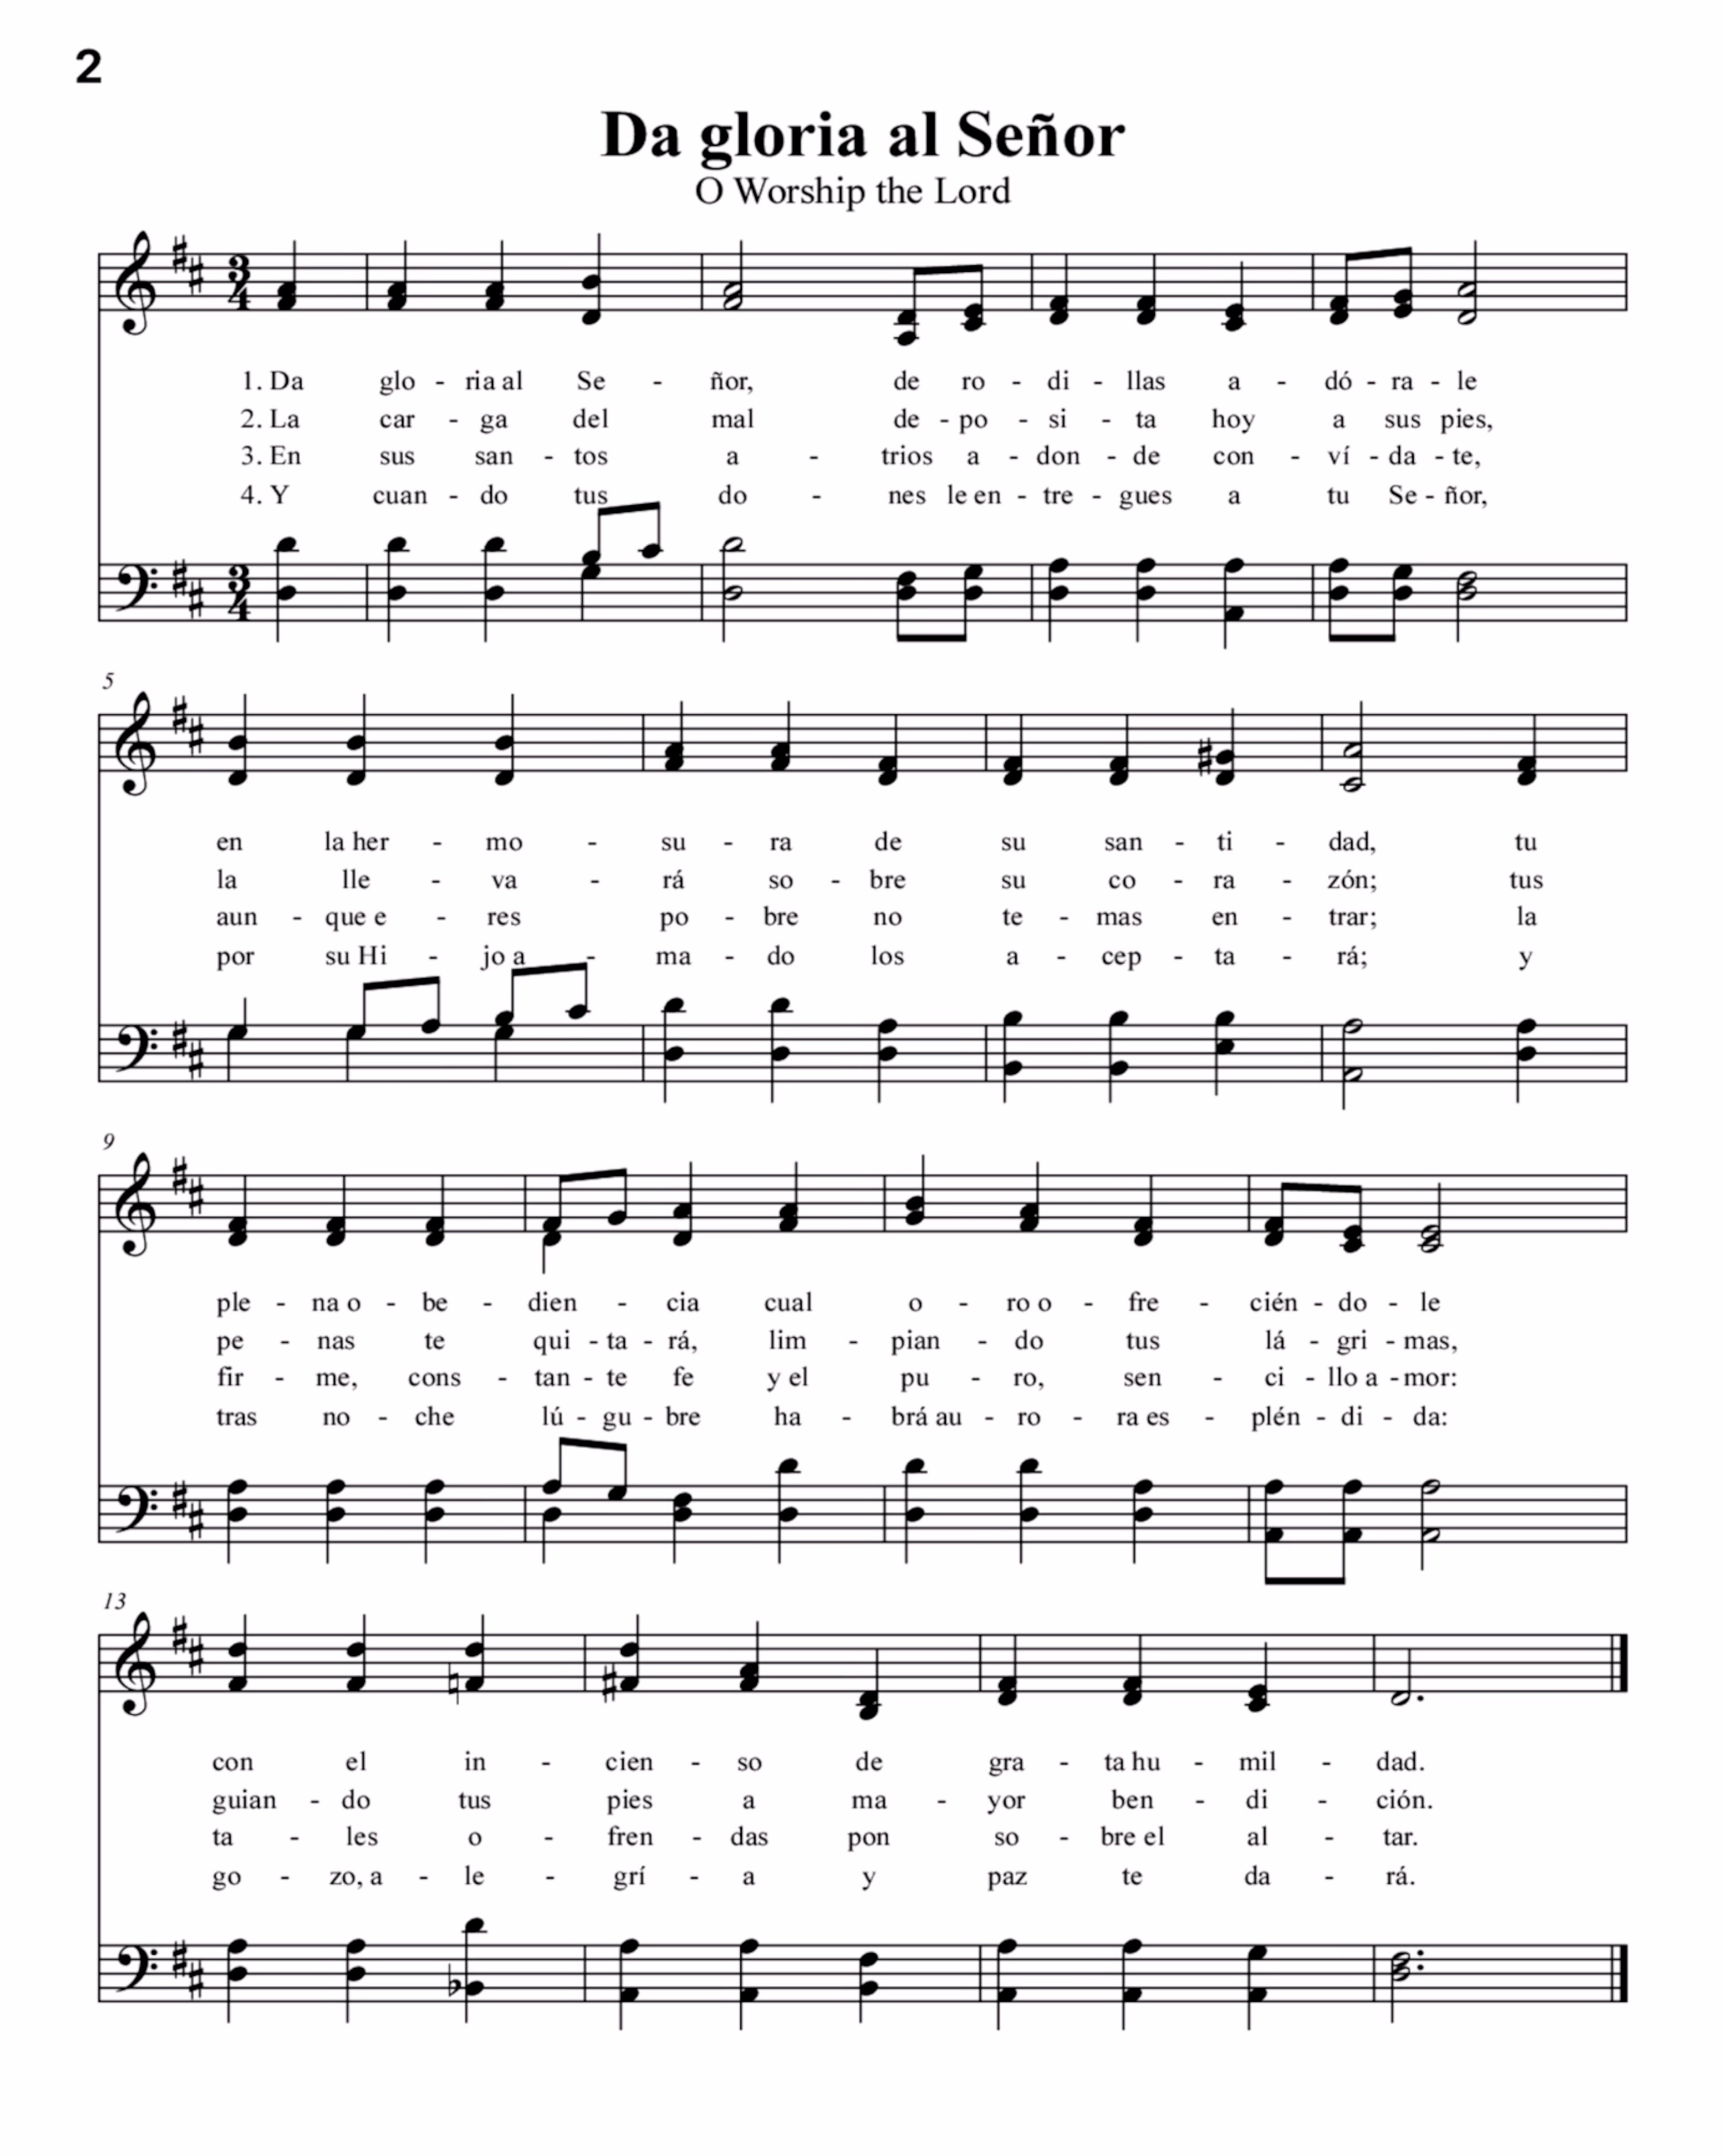 2
Da gloria al Señor
O Worship the Lord
3 4
1. Da glo - ria al Se - ñor, de ro - di - llas a - dó - ra - le
2. La car - ga del mal de - po - si - ta hoy a sus pies,
3. En sus san - tos a - trios a - don - de con - ví - da - te,
4. Y cuan - do tus do - nes le en - tre - gues a tu Se - ñor,
3 4
5
en la her - mo - su - ra de su san - ti - dad, tu
la lle - va - rá so - bre su co - ra - zón; tus
aun - que e - res po - bre no te - mas en - trar; la
por su Hi - jo a - ma - do los a - cep - ta - rá; y
9
ple - na o - be - dien - cia cual o - ro o - fre - cién - do - le
pe - nas te qui - ta - rá, lim - pian - do tus lá - gri - mas,
fir - me, cons - tan - te fe y el pu - ro, sen - ci - llo a - mor:
tras no - che lú - gu - bre ha - brá au - ro - ra es - plén - di - da:
13
con el in - cien - so de gra - ta hu - mil - dad.
guian - do tus pies a ma - yor ben - di - ción.
ta - les o - fren - das pon so - bre el al - tar.
go - zo, a - le - grí - a y paz te da - rá.